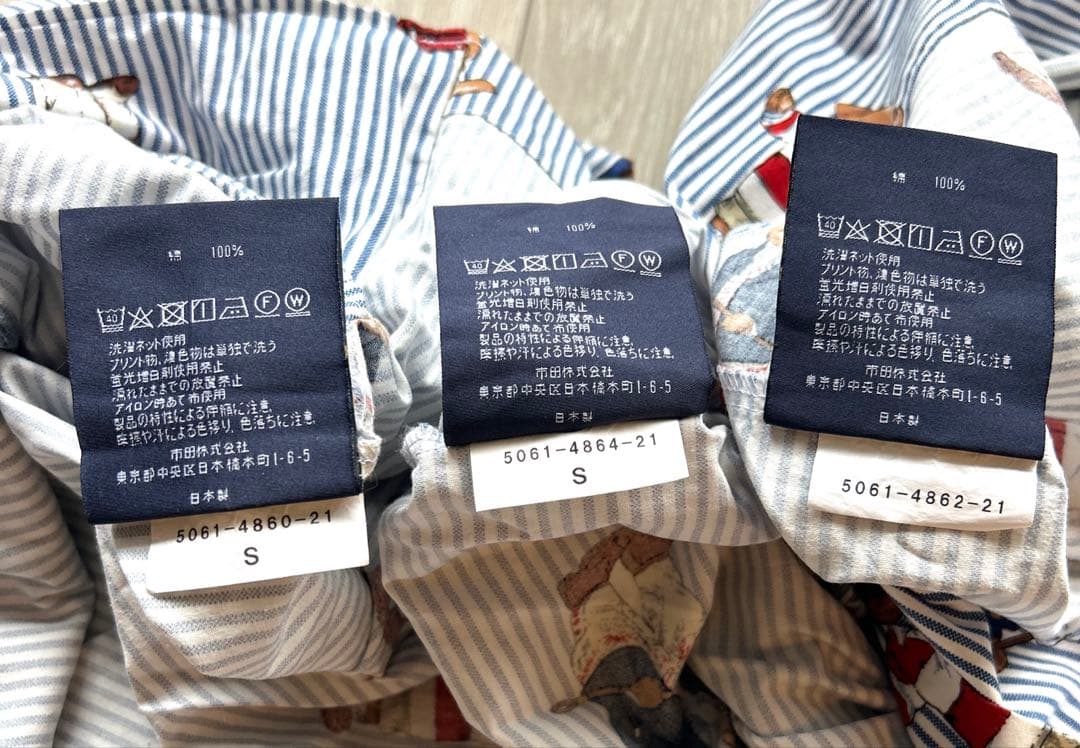 綿 100%
40 F W
洗濯ネット使用
プリント物、濃色物は単独で洗う
蛍光増白剤使用禁止
濡れたままでの放置禁止
アイロン時あて布使用
製品の特性による伸縮に注意
摩擦や汗による色移り、色落ちに注意
市田株式会社
東京都中央区日本橋本町1-6-5
日本製
5061-4860-21
S
綿 100%
40 F W
洗濯ネット使用
プリント物、濃色物は単独で洗う
蛍光増白剤使用禁止
濡れたままでの放置禁止
アイロン時あて布使用
製品の特性による伸縮に注意
摩擦や汗による色移り、色落ちに注意.
市田株式会社
東京都中央区日本橋本町1-6-5
日本製
5061-4864-21
S
綿 100%
40 F W
洗濯ネット使用
プリント物、濃色物は単独で洗う
蛍光増白剤使用禁止
濡れたままでの放置禁止
アイロン時あて布使用
製品の特性による伸縮に注意
摩擦や汗による色移り、色落ちに注意.
市田株式会社
東京都中央区日本橋本町1-6-5
日本製
5061-4862-21